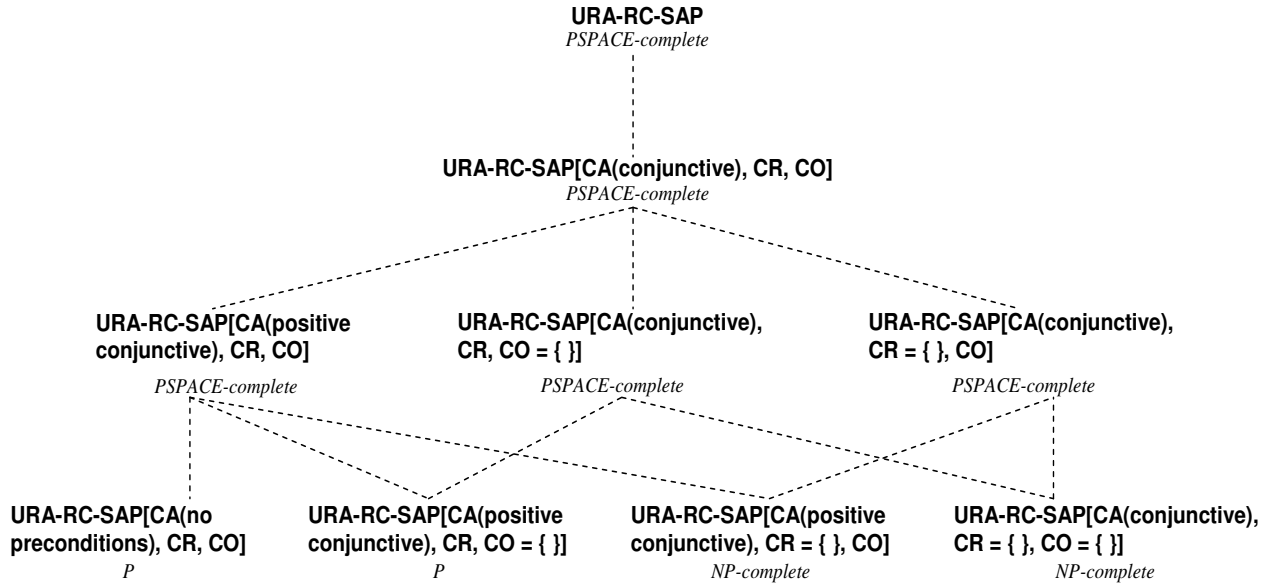 URA-RC-SAP
PSPACE-complete
URA-RC-SAP[CA(conjunctive), CR, CO]
PSPACE-complete
URA-RC-SAP[CA(positive
conjunctive), CR, CO]
PSPACE-complete
URA-RC-SAP[CA(conjunctive),
CR, CO = { }]
PSPACE-complete
URA-RC-SAP[CA(conjunctive),
CR = { }, CO]
PSPACE-complete
URA-RC-SAP[CA(no
preconditions), CR, CO]
P
URA-RC-SAP[CA(positive
conjunctive), CR, CO = { }]
P
URA-RC-SAP[CA(positive
conjunctive), CR = { }, CO]
NP-complete
URA-RC-SAP[CA(conjunctive),
CR = { }, CO = { }]
NP-complete